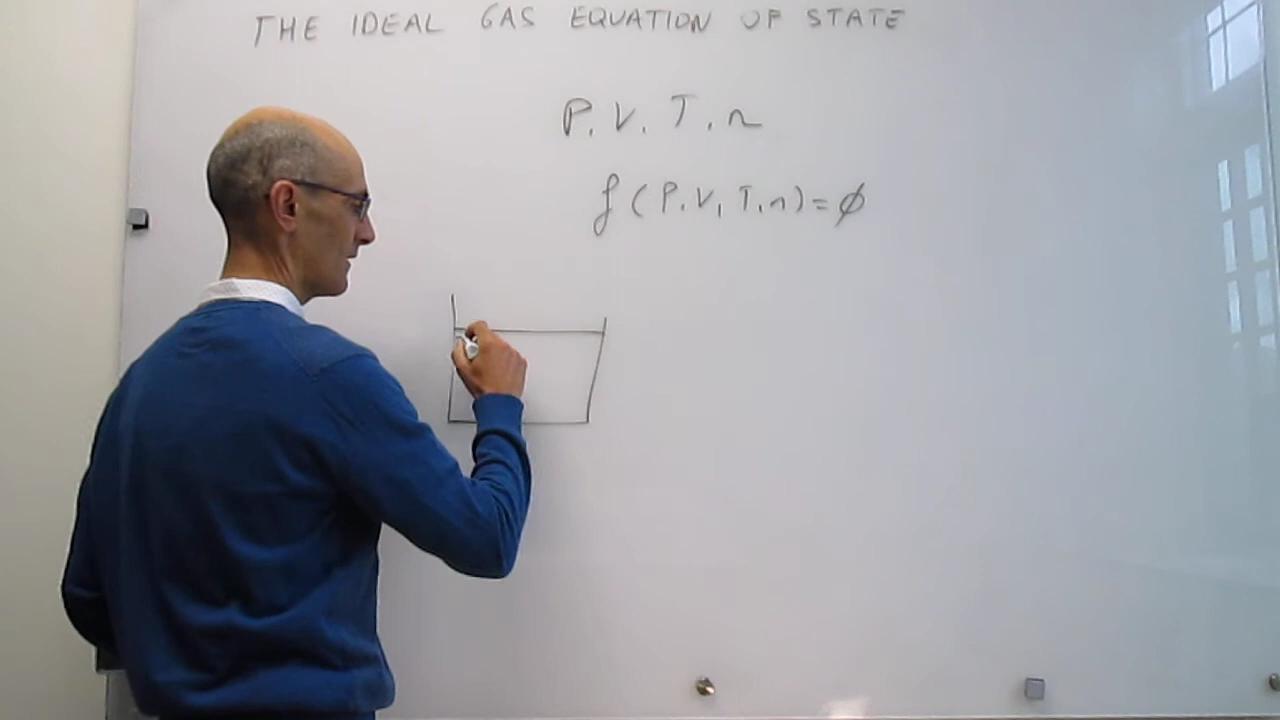 THE IDEAL GAS EQUATION OF STATE
P, V, T, n
f (P, V, T, n) = ∅